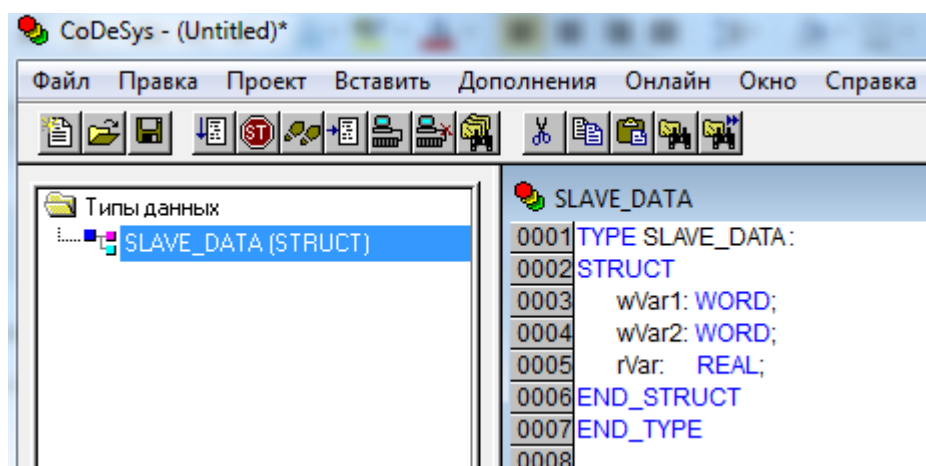 CoDeSys - (Untitled)*
Файл Правка Проект Вставить Дополнения Онлайн Окно Справка
ST
Типы данных
SLAVE_DATA (STRUCT)
SLAVE_DATA
0001 TYPE SLAVE_DATA:
0002 STRUCT
0003 wVar1: WORD;
0004 wVar2: WORD;
0005 rVar: REAL;
0006 END_STRUCT
0007 END_TYPE
0008